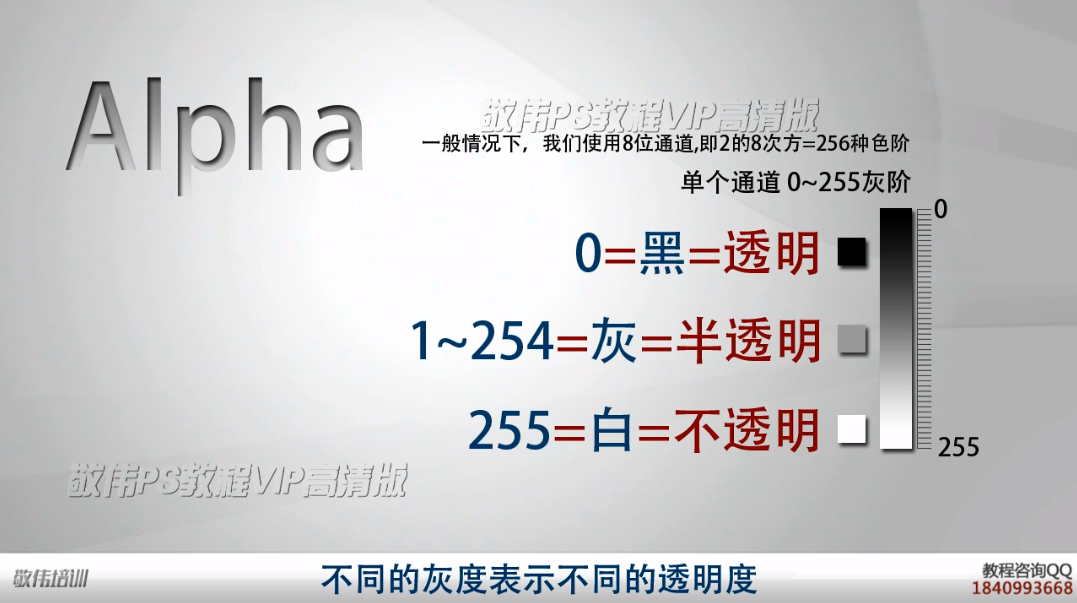 Alpha
敬伟PS教程VIP高清版
一般情况下，我们使用8位通道,即2的8次方=256种色阶
单个通道 0~255灰阶
0
0=黑=透明
1~254=灰=半透明
255=白=不透明
255
敬伟PS教程VIP高清版
敬伟培训
不同的灰度表示不同的透明度
教程咨询QQ
1840993668